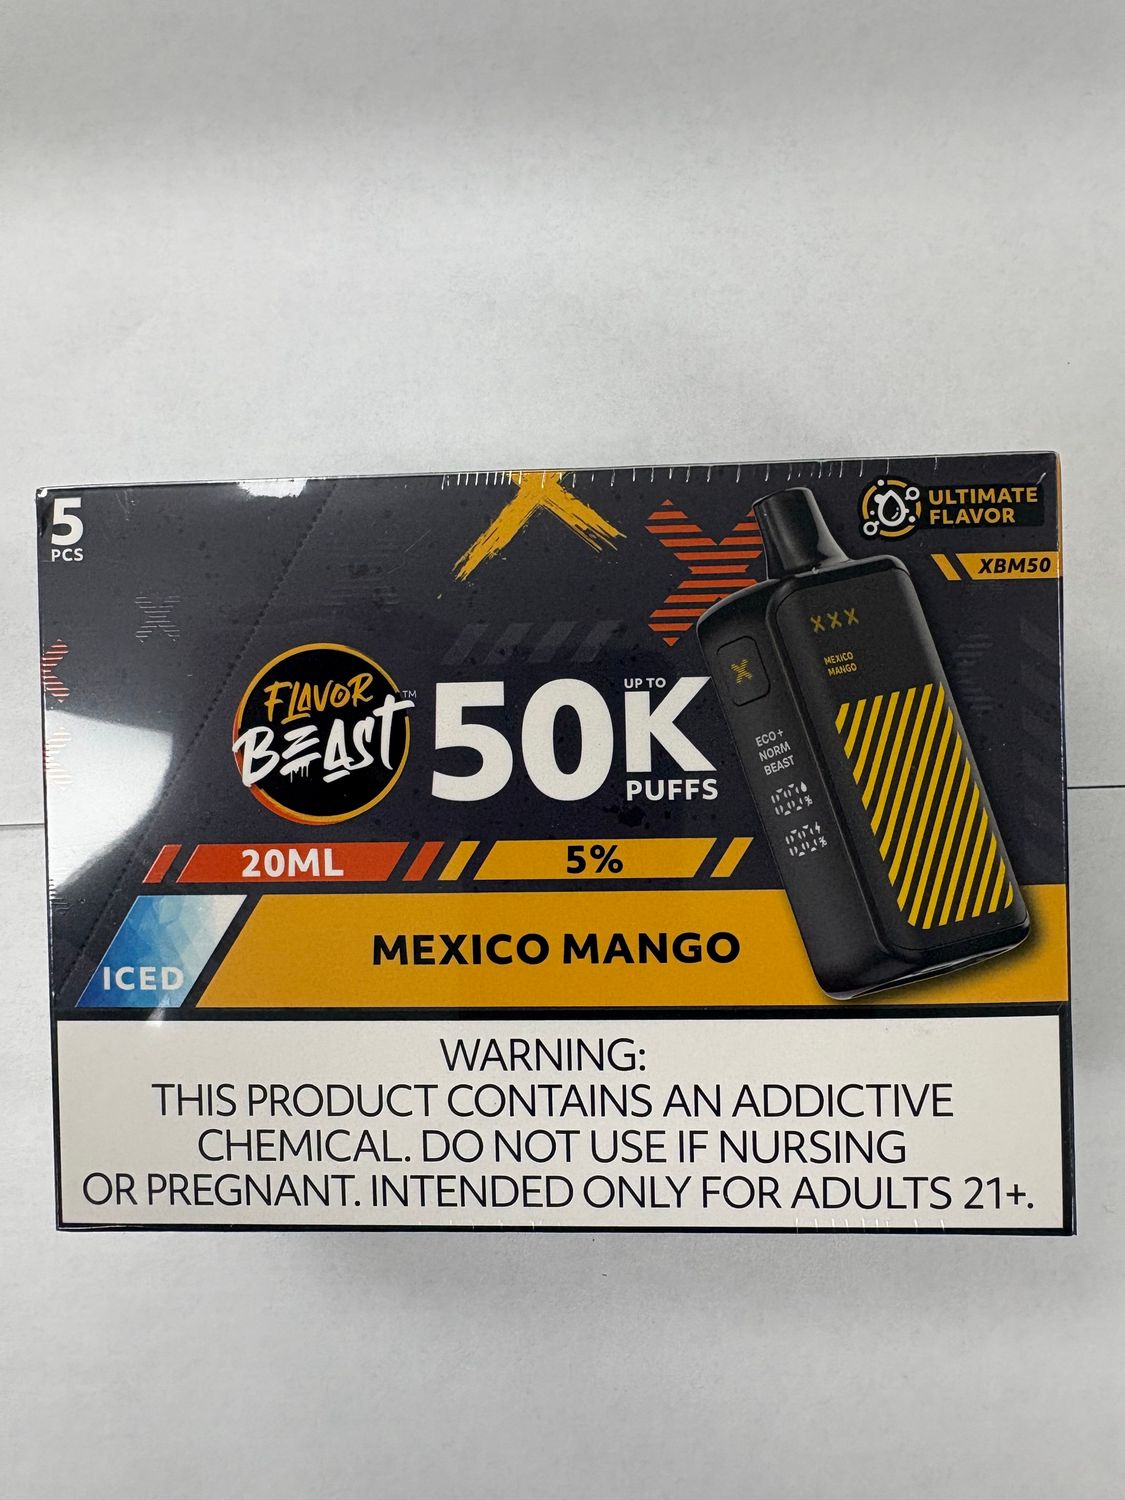 5
PCS
ULTIMATE
FLAVOR
XBM50
XXX
MEXICO
MANGO
FLAVOR
BEAST™
UP TO
50K
PUFFS
ECO+
NORM
BEAST
20ML
5%
ICED
MEXICO MANGO
WARNING:
THIS PRODUCT CONTAINS AN ADDICTIVE
CHEMICAL. DO NOT USE IF NURSING
OR PREGNANT. INTENDED ONLY FOR ADULTS 21+.